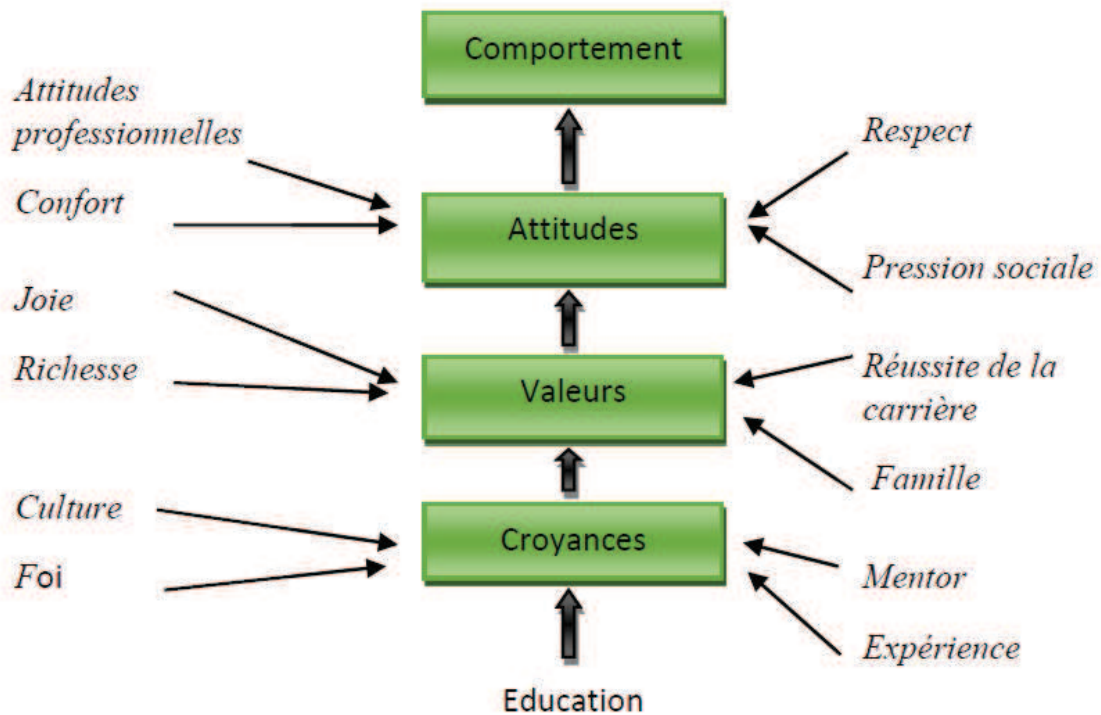 Comportement
Attitudes
professionnelles
Respect
Confort
Attitudes
Pression sociale
Joie
Richesse
Valeurs
Réussite de la
carrière
Famille
Culture
Croyances
Foi
Mentor
Expérience
Education